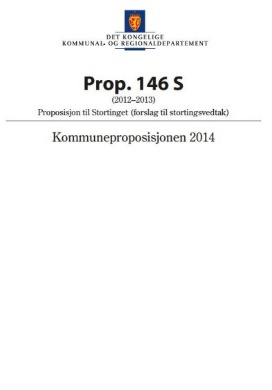 DET KONGELIGE
KOMMUNAL- OG REGIONALDEPARTEMENT
Prop. 146 S
(2012–2013)
Proposisjon til Stortinget (forslag til stortingsvedtak)
Kommuneproposisjonen 2014